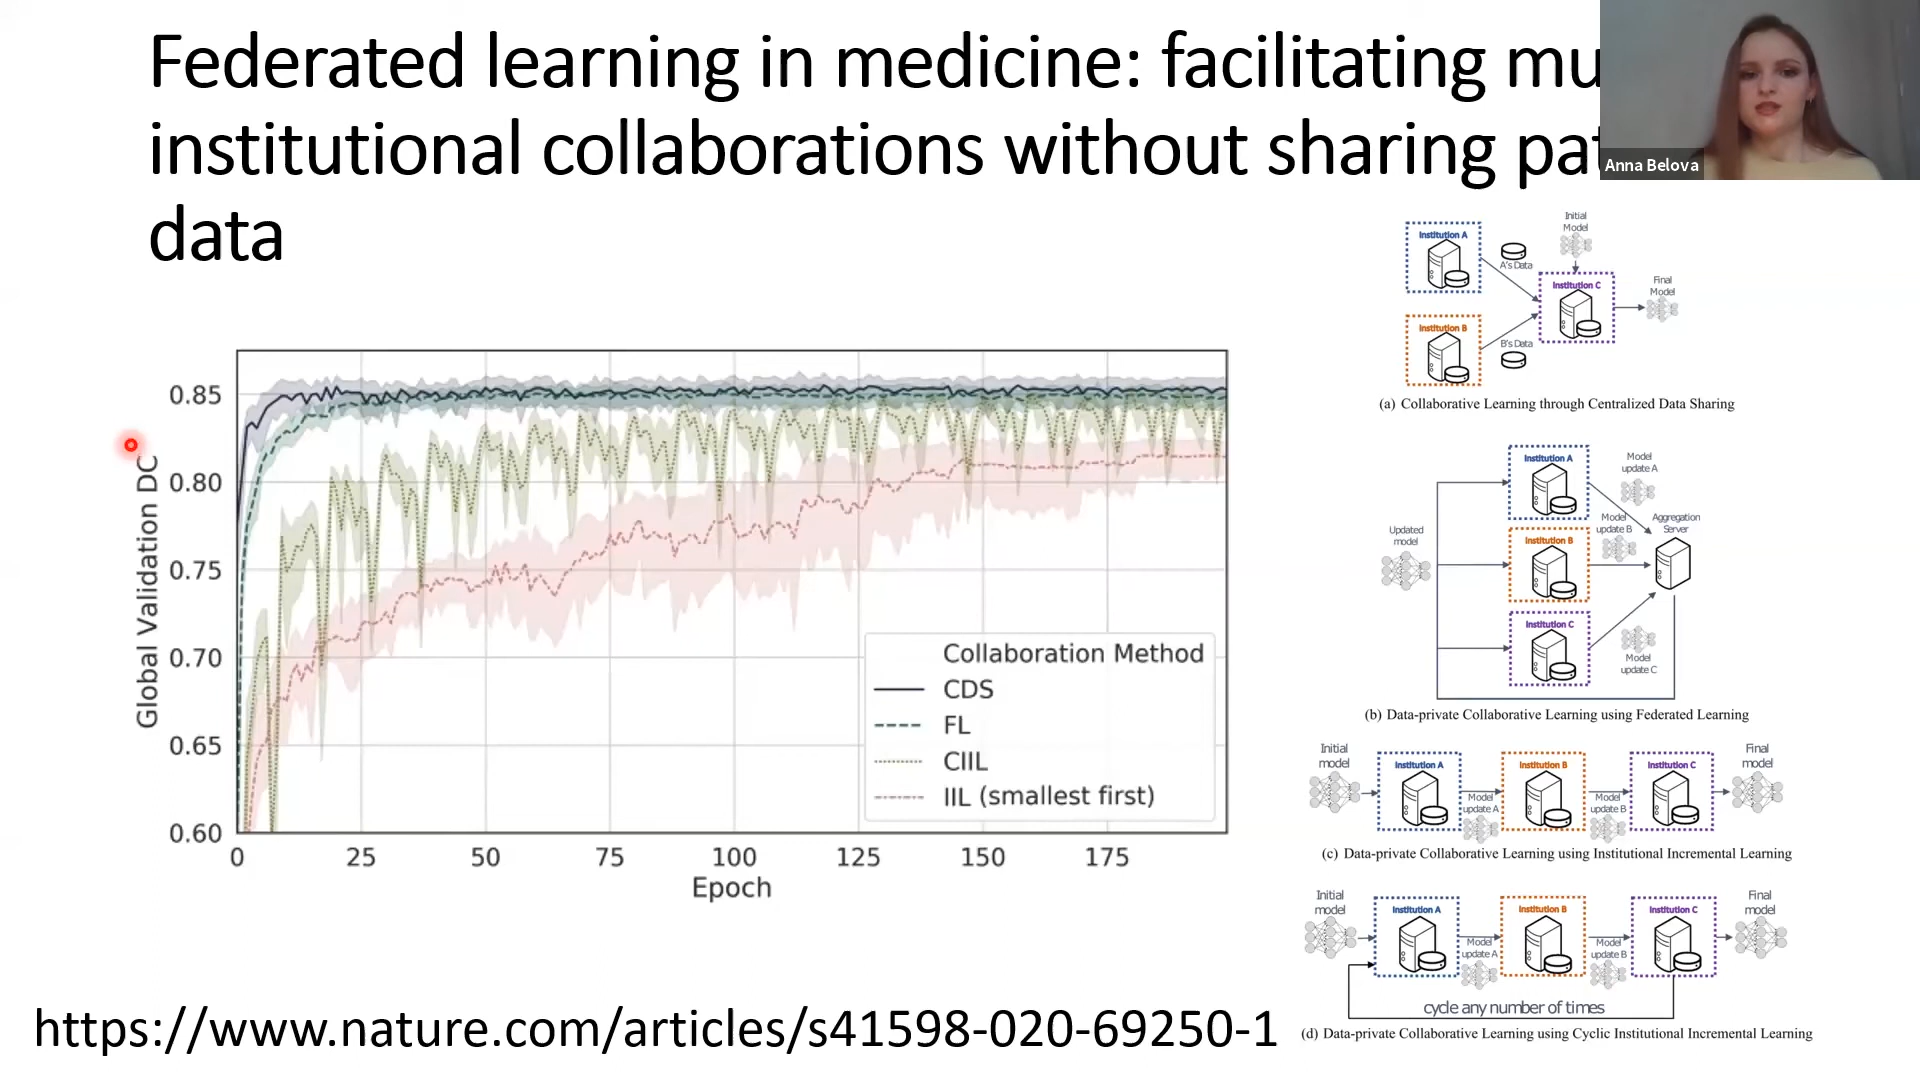 Federated learning in medicine: facilitating mu
institutional collaborations without sharing pat
data
Anna Belova
Initial
Model
Institution A
A's Data
Institution C
Final
Model
Institution B
B's Data
(a) Collaborative Learning through Centralized Data Sharing
Global Validation DC
0.85
0.80
0.75
0.70
0.65
0.60
0 25 50 75 100 125 150 175
Epoch
Collaboration Method
CDS
FL
CIIL
IIL (smallest first)
Institution A
Model
update A
Updated
model
Model
update B
Aggregation
Server
Institution B
Institution C
Model
update C
(b) Data-private Collaborative Learning using Federated Learning
Initial
model
Institution A
Model
update A
Institution B
Model
update B
Institution C
Final
model
(c) Data-private Collaborative Learning using Institutional Incremental Learning
Initial
model
Institution A
Model
update A
Institution B
Model
update B
Institution C
Final
model
cycle any number of times
(d) Data-private Collaborative Learning using Cyclic Institutional Incremental Learning
https://www.nature.com/articles/s41598-020-69250-1